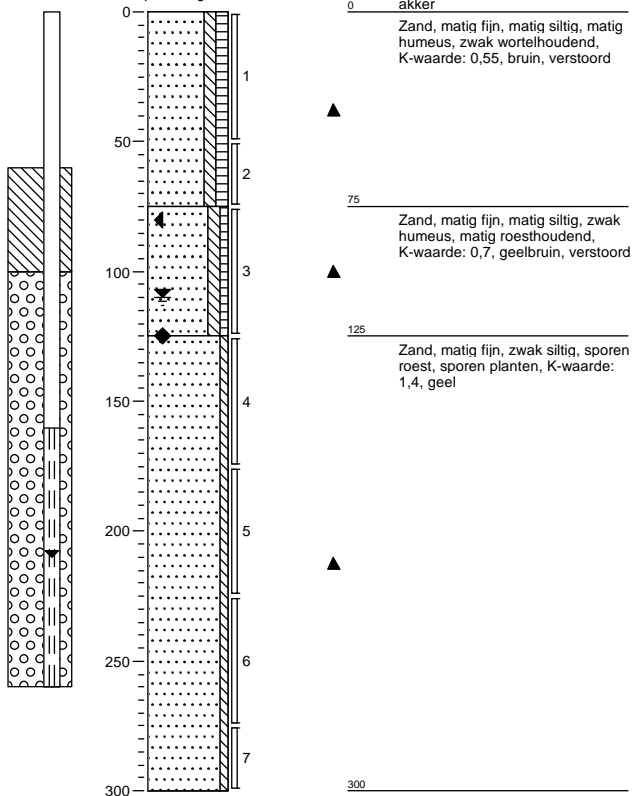 0
0
akker
Zand, matig fijn, matig siltig, matig
humeus, zwak wortelhoudend,
K-waarde: 0,55, bruin, verstoord
1
50
2
75
Zand, matig fijn, matig siltig, zwak
humeus, matig roesthoudend,
K-waarde: 0,7, geelbruin, verstoord
3
100
125
Zand, matig fijn, zwak siltig, sporen
roest, sporen planten, K-waarde:
1,4, geel
4
150
5
200
6
250
7
300
300